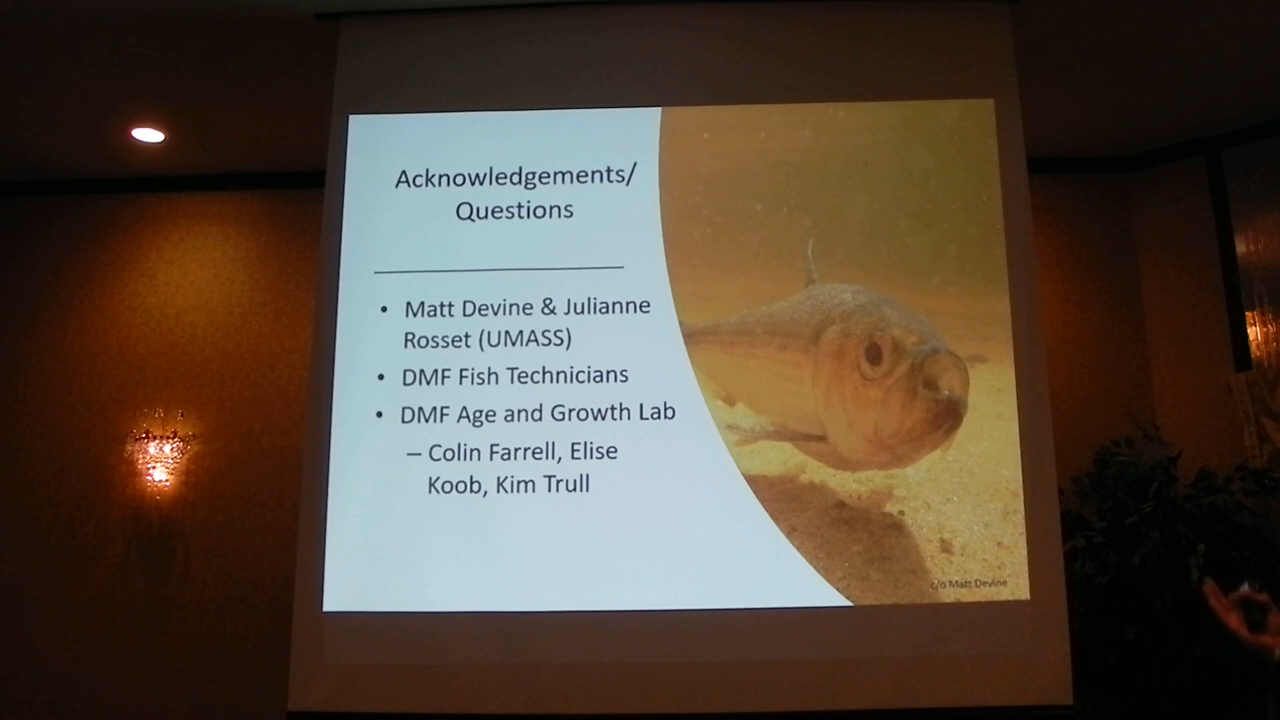 Acknowledgements/
Questions
• Matt Devine & Julianne
Rosset (UMASS)
• DMF Fish Technicians
• DMF Age and Growth Lab
– Colin Farrell, Elise
Koob, Kim Trull
c/o Matt Devine